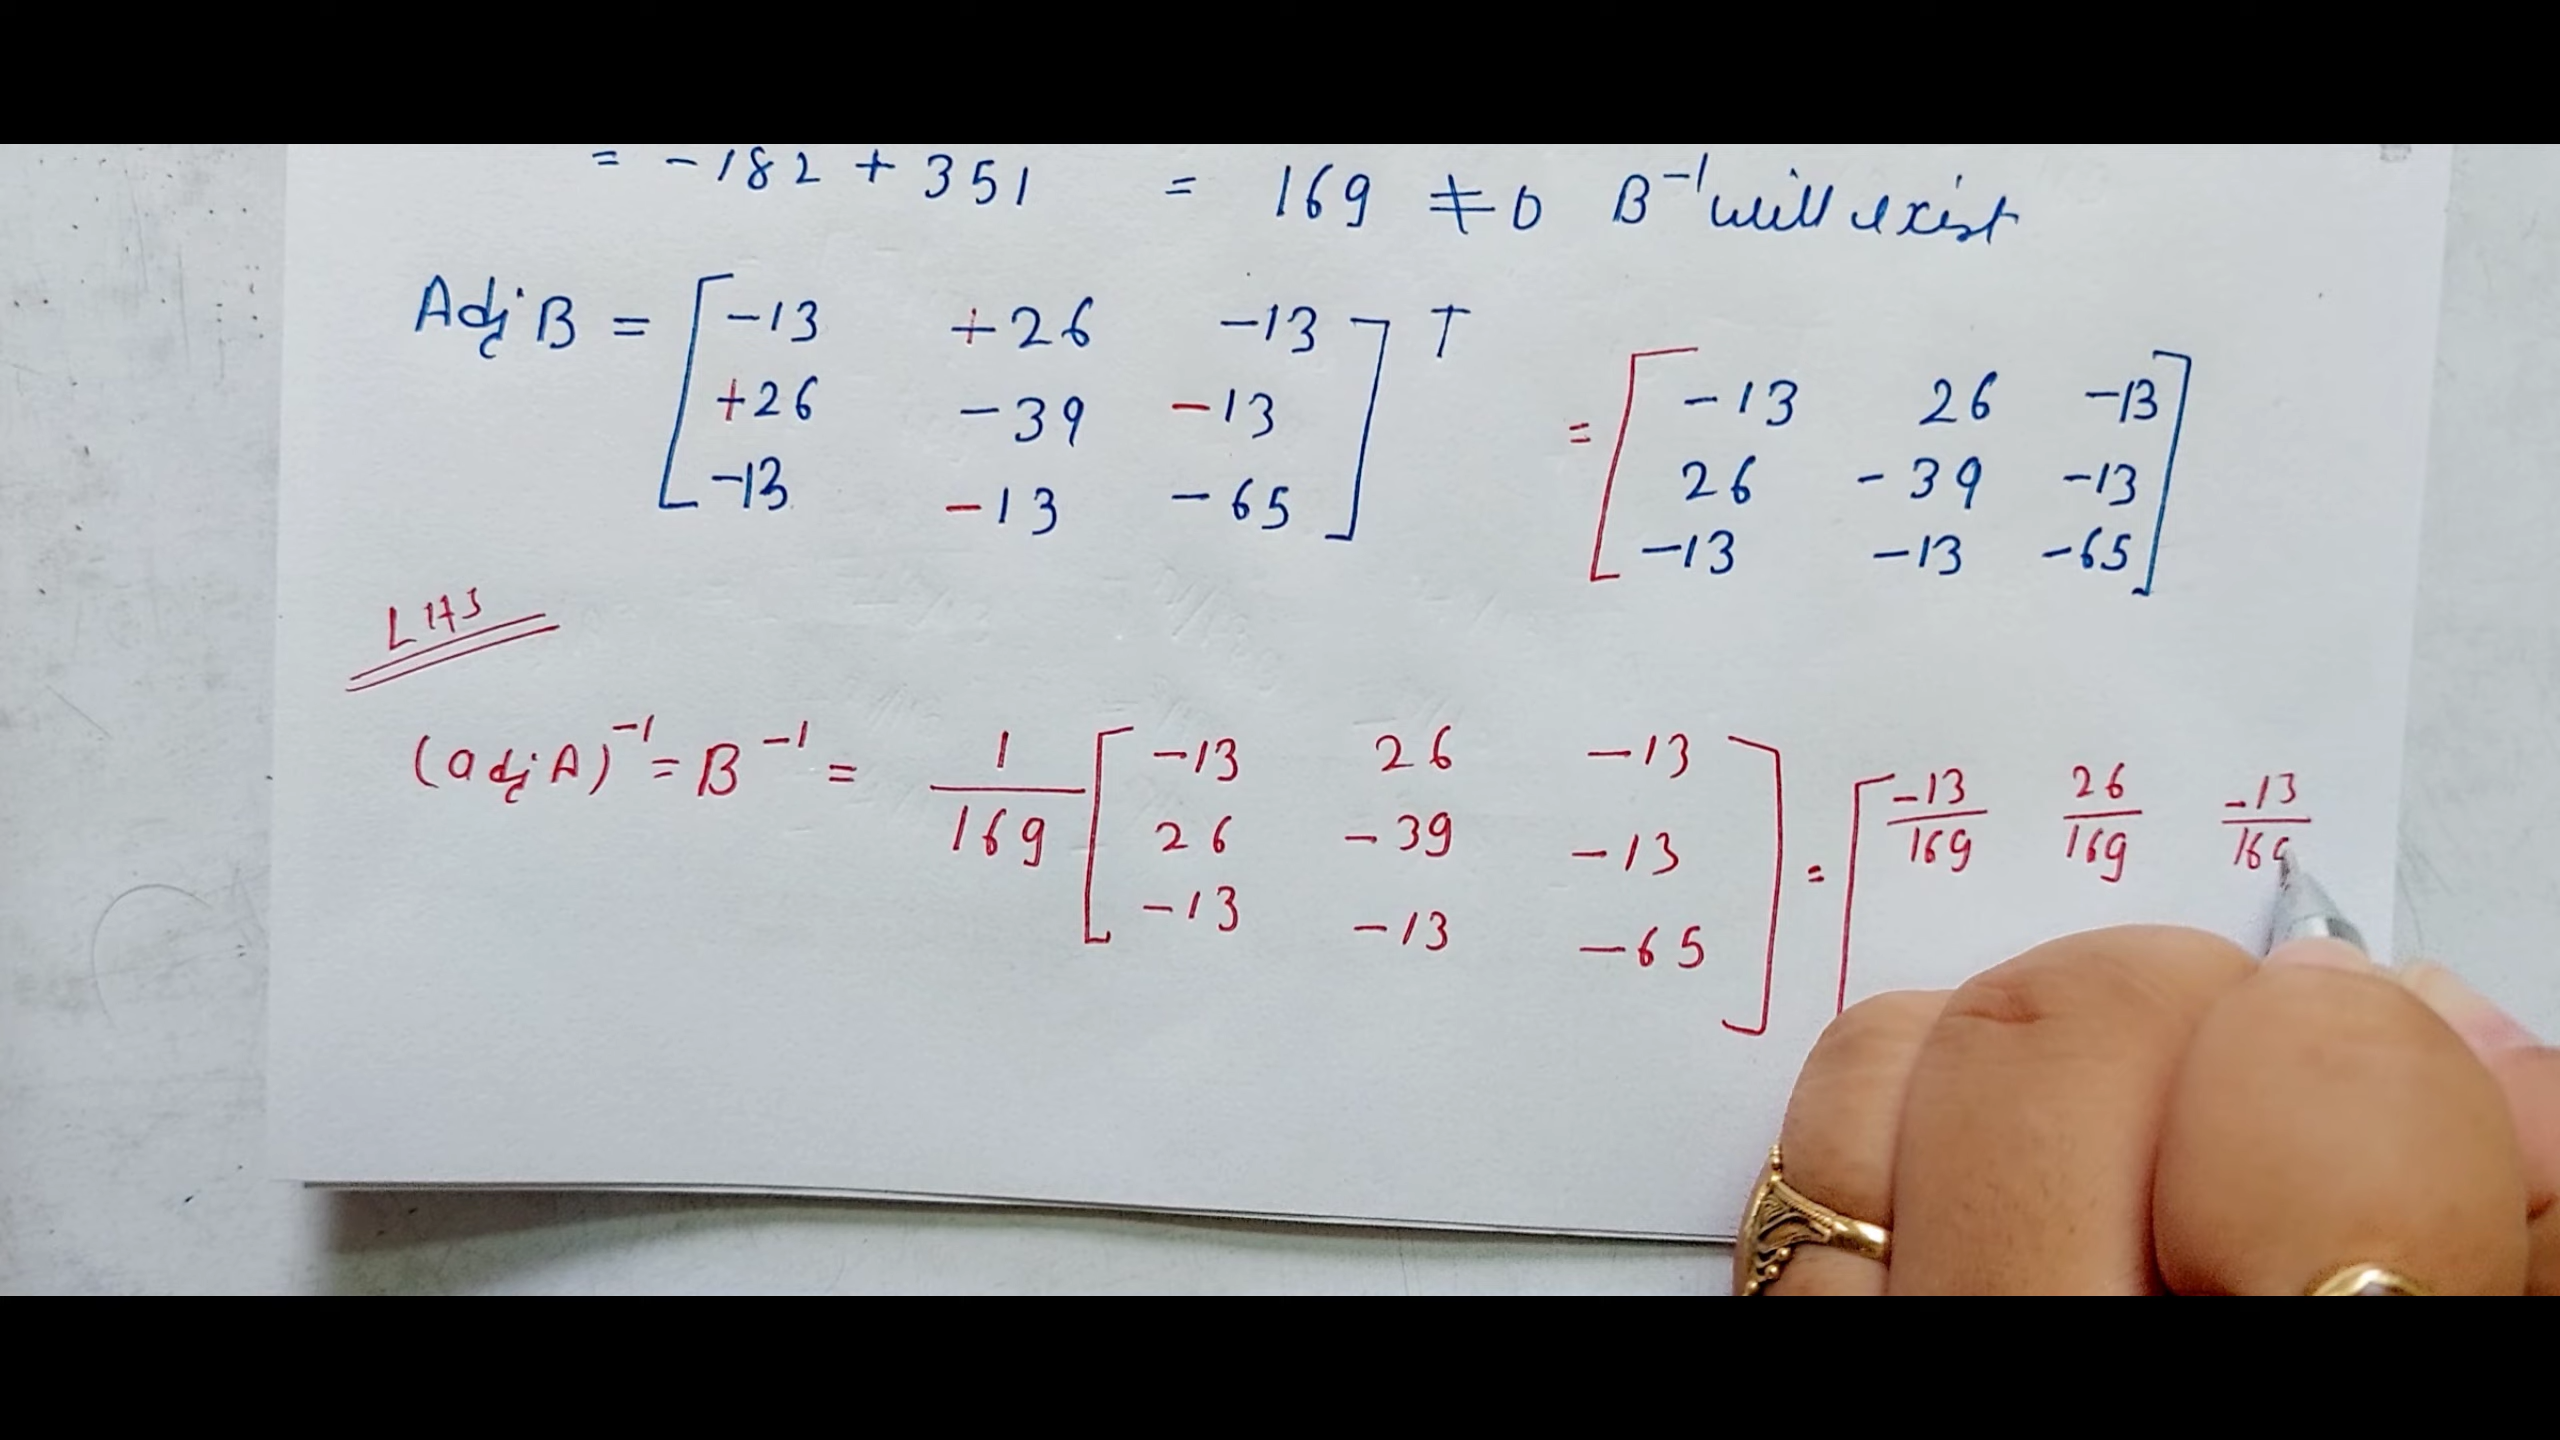 = -182 + 351 = 169 ≠ 0 B⁻¹ will exist
Adj B = [ -13 +26 -13 ] T = [ -13 26 -13 ]
+26 -39 -13 26 -39 -13
-13 -13 -65 -13 -13 -65
LHS
(adj A)⁻¹ = B⁻¹ = 1/169 [ -13 26 -13 ] = [ -13/169 26/169 -13/169
26 -39 -13
-13 -13 -65